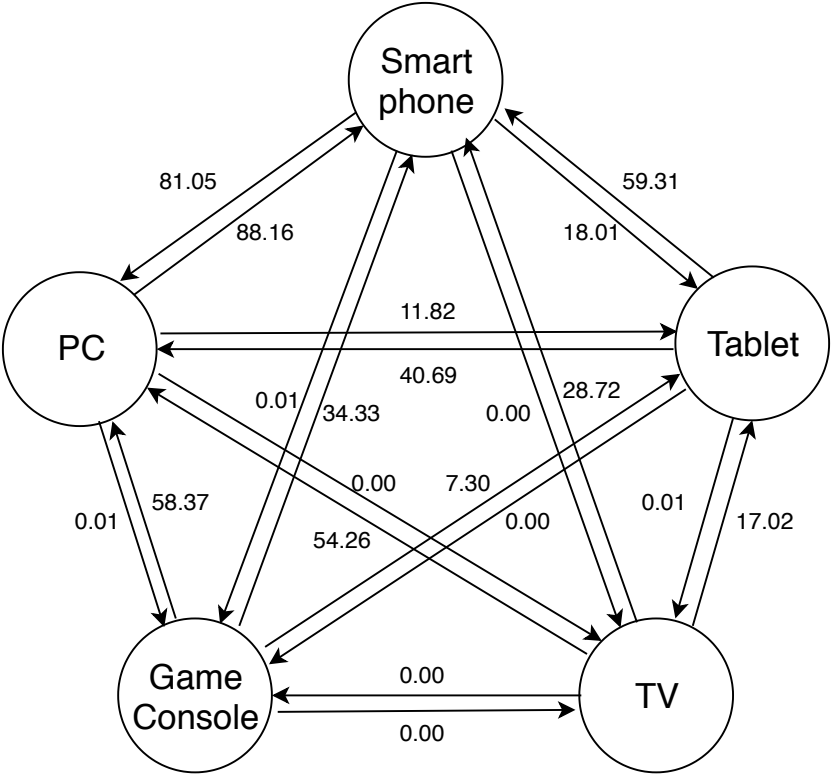 Smart
phone
81.05
59.31
88.16
18.01
11.82
PC
Tablet
40.69
28.72
0.01
34.33
0.00
0.00
7.30
58.37
0.01
0.01
17.02
0.00
54.26
Game
Console
0.00
TV
0.00